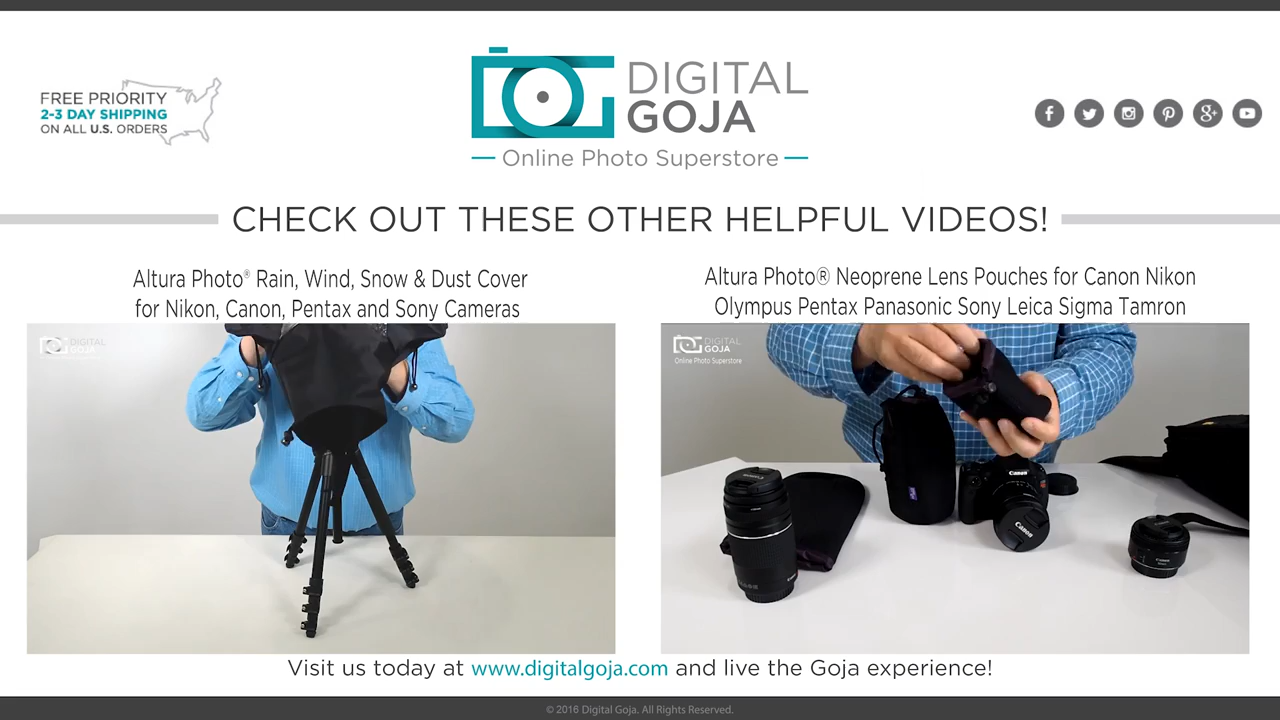 FREE PRIORITY
2-3 DAY SHIPPING
ON ALL U.S. ORDERS
DIGITAL
GOJA
Online Photo Superstore
CHECK OUT THESE OTHER HELPFUL VIDEOS!
Altura Photo® Rain, Wind, Snow & Dust Cover
for Nikon, Canon, Pentax and Sony Cameras
Altura Photo® Neoprene Lens Pouches for Canon Nikon
Olympus Pentax Panasonic Sony Leica Sigma Tamron
DIGITAL
GOJA
DIGITAL
GOJA
Online Photo Superstore
Canon
Canon
Visit us today at www.digitalgoja.com and live the Goja experience!
© 2016 Digital Goja. All Rights Reserved.